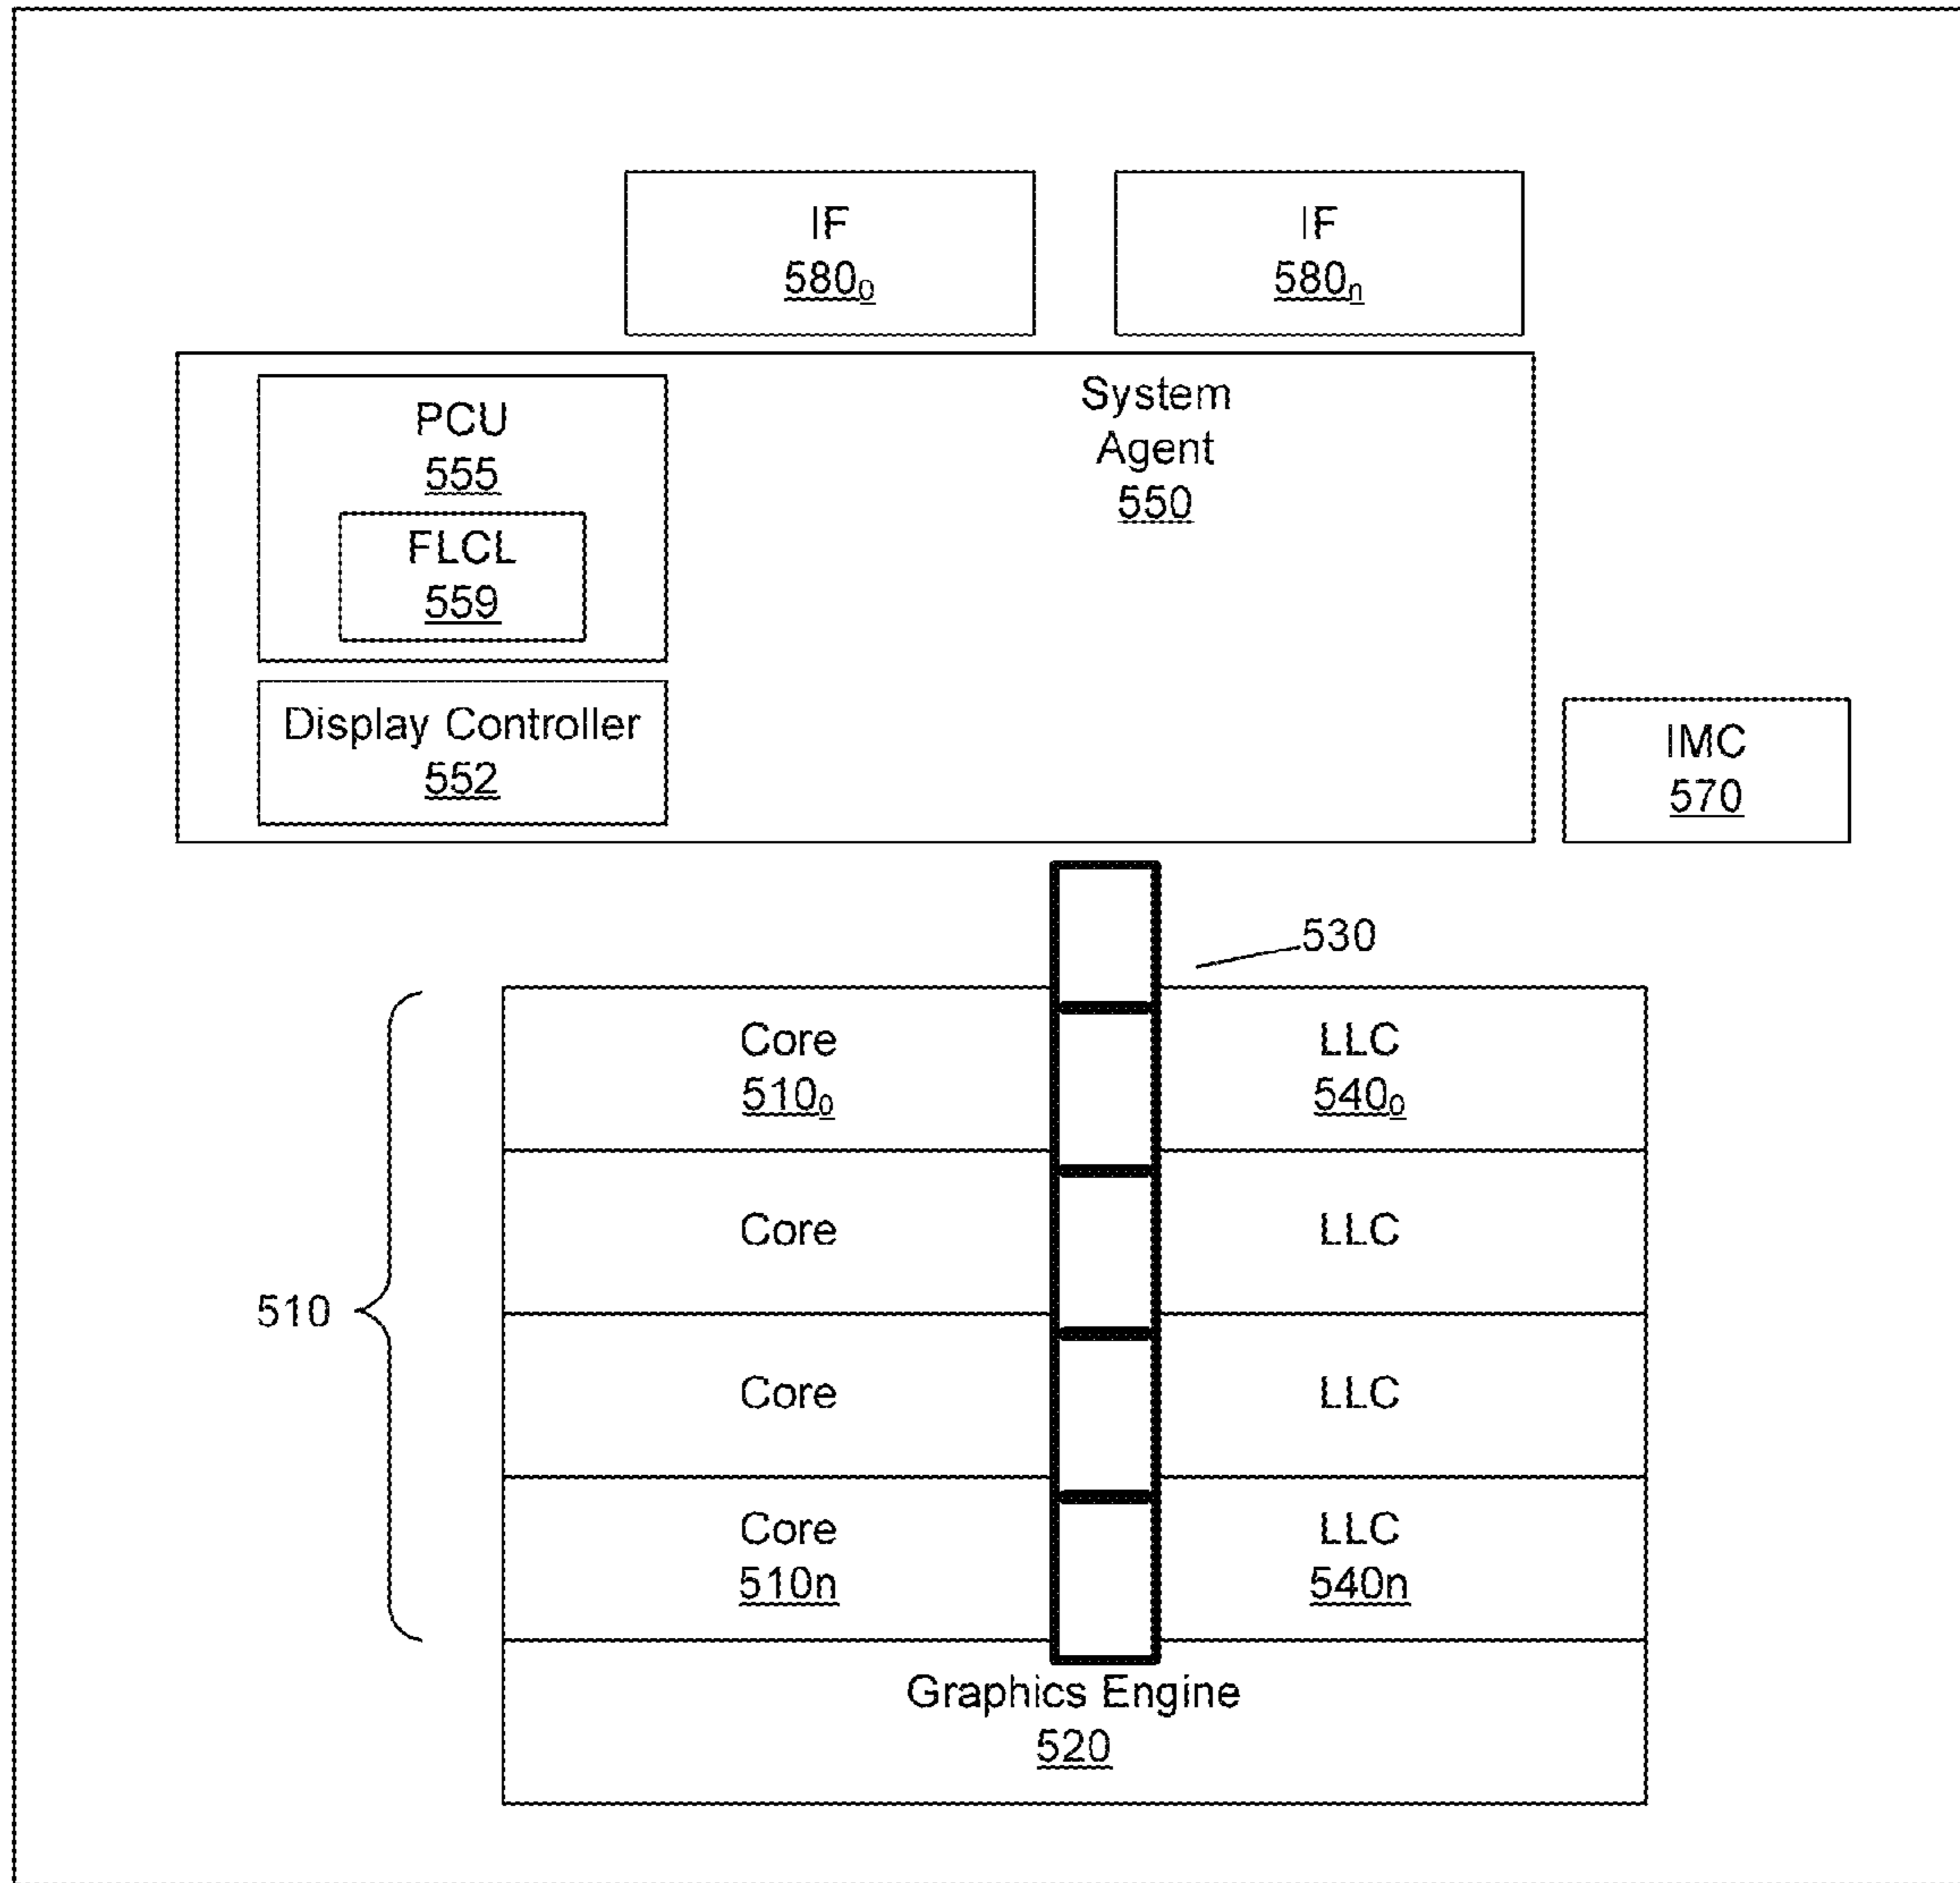 IF
580₀
IF
580ₙ
PCU
555
FLCL
559
Display Controller
552
System
Agent
550
IMC
570
530
510
Core
510₀
LLC
540₀
Core
LLC
Core
LLC
Core
510n
LLC
540n
Graphics Engine
520